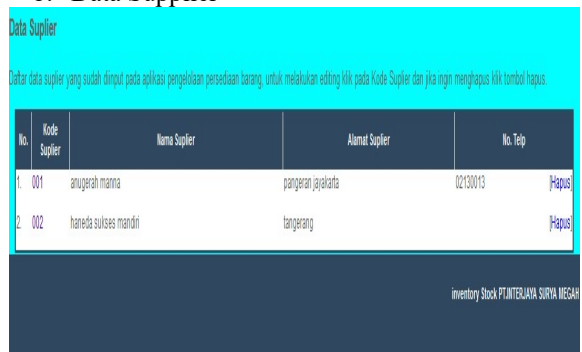 Data Supplier
Data Suplier
Daftar data suplier yang sudah diinput pada aplikasi pengelolaan persediaan barang, untuk melakukan editing klik pada Kode Suplier dan jika ingin menghapus klik tombol hapus.
No. Kode Suplier Nama Suplier Alamat Suplier No. Telp
1. 001 anugerah manna pangeran jayakarta 02130013 [Hapus]
2. 002 haneda sukses mandiri tangerang [Hapus]
inventory Stock PT.INTERJAYA SURYA MEGAH